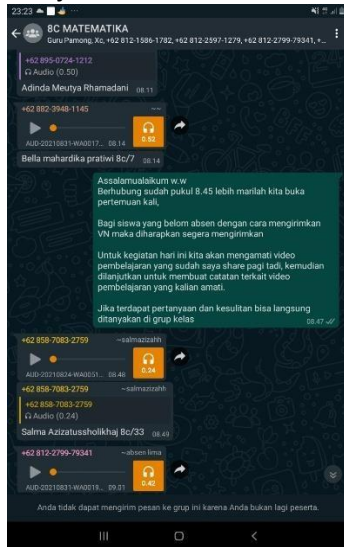 23:23
8C MATEMATIKA
Guru Pamong, Xc, +62 812-1586-1782, +62 812-2597-1279, +62 812-2799-79341, +...
+62 895-0724-1212
Audio (0.50)
Adinda Meutya Rhamadani 08.11
+62 882-3948-1145 ~~
0.52
AUD-20210831-WA0017... 08.14
Bella mahardika pratiwi 8c/7 08.14
Assalamualaikum w.w
Berhubung sudah pukul 8.45 lebih marilah kita buka
pertemuan kali,
Bagi siswa yang belom absen dengan cara mengirimkan
VN maka diharapkan segera mengirimkan
Untuk kegiatan hari ini kita akan mengamati video
pembelajaran yang sudah saya share pagi tadi, kemudian
dilanjutkan untuk membuat catatan terkait video
pembelajaran yang kalian amati.
Jika terdapat pertanyaan dan kesulitan bisa langsung
ditanyakan di grup kelas
08.47
+62 858-7083-2759 ~salmazizahh
0.24
AUD-20210824-WA0051... 08.48
+62 858-7083-2759 ~salmazizahh
+62 858-7083-2759
Audio (0.24)
Salma Azizatussholikhaj 8c/33 08.49
+62 812-2799-79341 ~absen lima
0.42
AUD-20210831-WA0019... 09.01
Anda tidak dapat mengirim pesan ke grup ini karena Anda bukan lagi peserta.